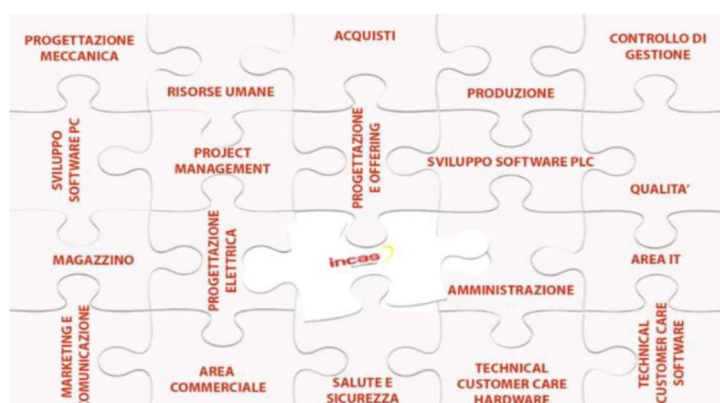 PROGETTAZIONE
MECCANICA
RISORSE UMANE
ACQUISTI
PRODUZIONE
CONTROLLO DI
GESTIONE
SVILUPPO
SOFTWARE PC
PROJECT
MANAGEMENT
PROGETTAZIONE
E OFFERING
SVILUPPO SOFTWARE PLC
QUALITA'
MAGAZZINO
PROGETTAZIONE
ELETTRICA
incas
AMMINISTRAZIONE
AREA IT
MARKETING E
COMUNICAZIONE
AREA
COMMERCIALE
SALUTE E
SICUREZZA
TECHNICAL
CUSTOMER CARE
HARDWARE
TECHNICAL
CUSTOMER CARE
SOFTWARE